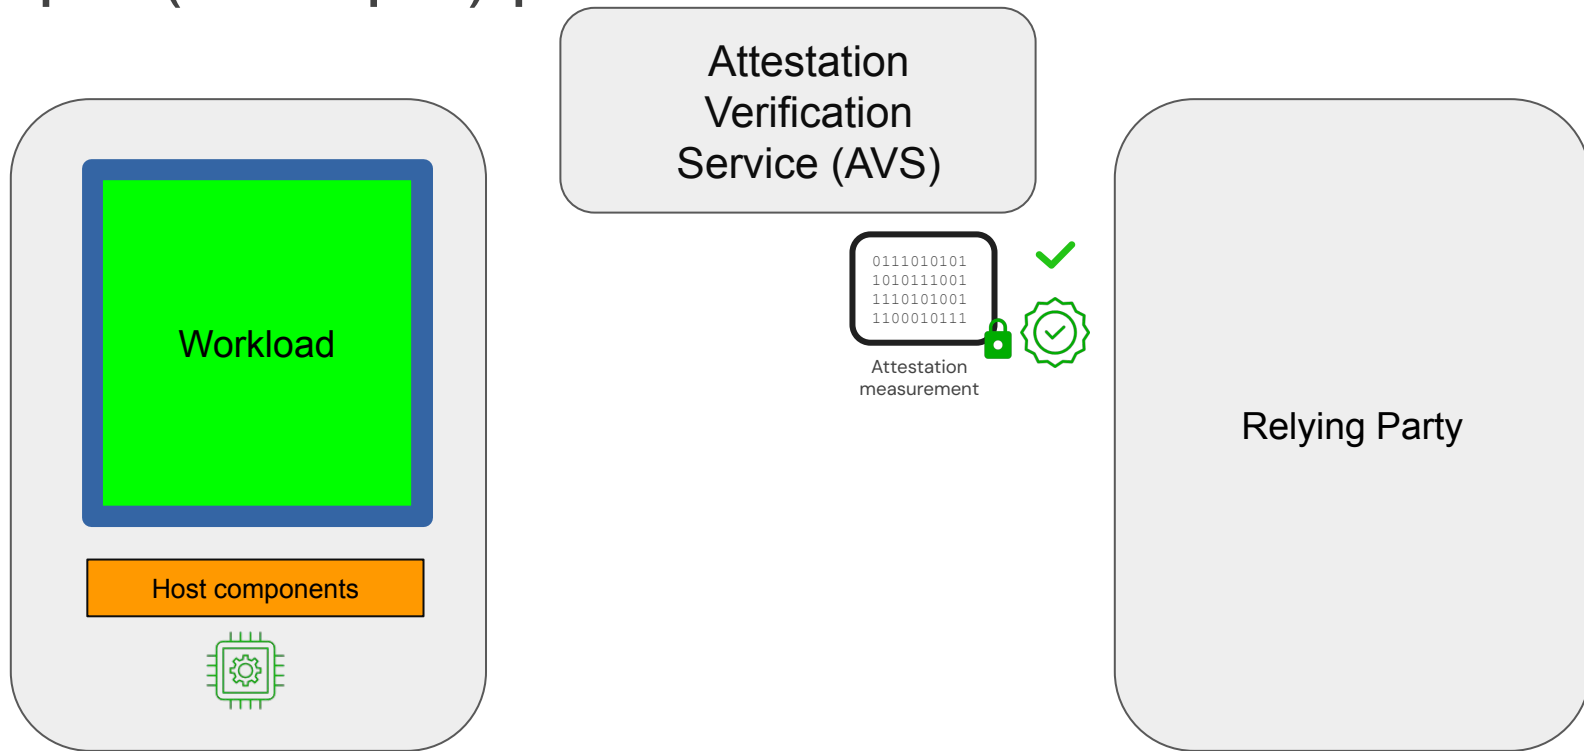 Attestation
Verification
Service (AVS)
0111010101
1010111001
1110101001
1100010111
Attestation
measurement
Workload
Relying Party
Host components